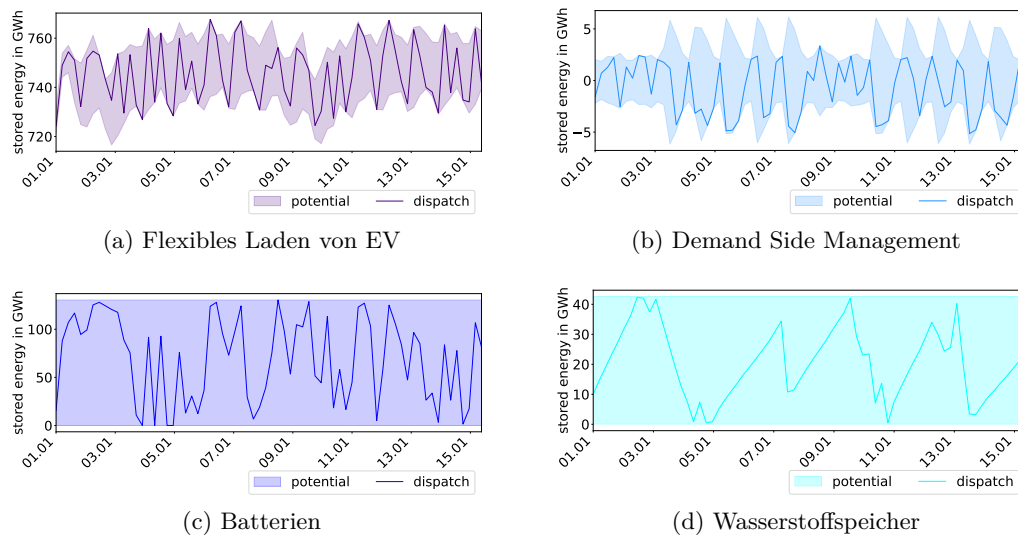 stored energy in GWh
760
740
720
01.01
03.01
05.01
07.01
09.01
11.01
13.01
15.01
potential
dispatch
(a) Flexibles Laden von EV
stored energy in GWh
5
0
−5
01.01
03.01
05.01
07.01
09.01
11.01
13.01
15.01
potential
dispatch
(b) Demand Side Management
stored energy in GWh
100
50
0
01.01
03.01
05.01
07.01
09.01
11.01
13.01
15.01
potential
dispatch
(c) Batterien
stored energy in GWh
40
30
20
10
0
01.01
03.01
05.01
07.01
09.01
11.01
13.01
15.01
potential
dispatch
(d) Wasserstoffspeicher